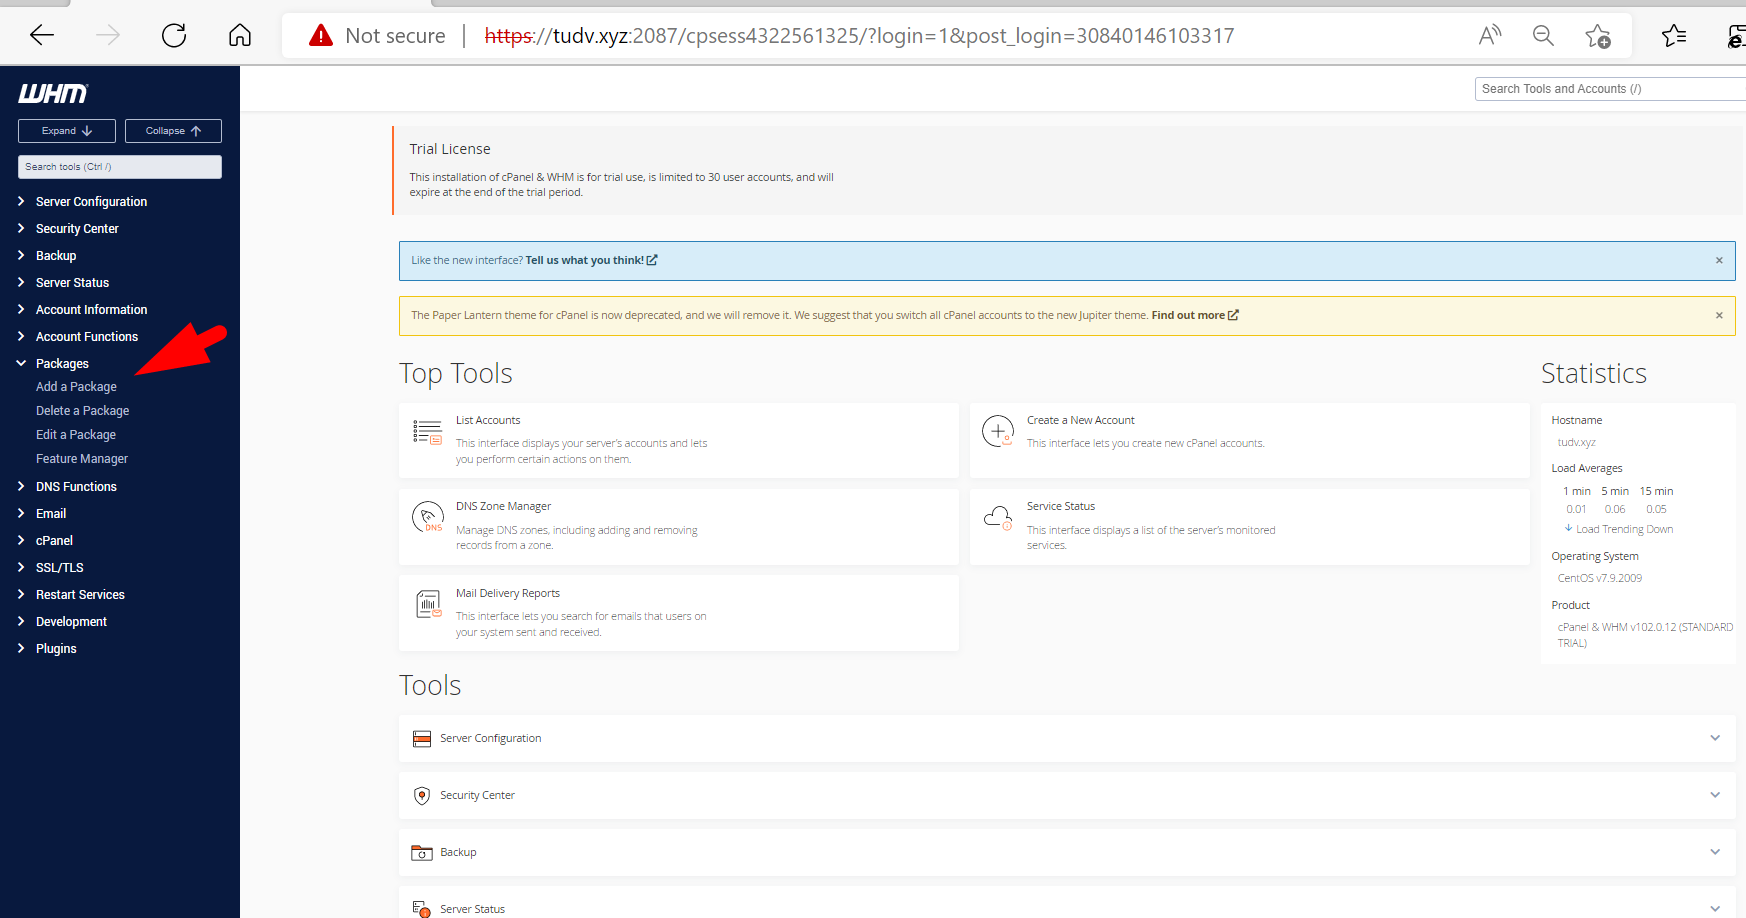 Not secure | https://tudv.xyz:2087/cpsess4322561325/?login=1&post_login=30840146103317
WHM
Expand
Collapse
Search tools (Ctrl /)
Server Configuration
Security Center
Backup
Server Status
Account Information
Account Functions
Packages
Add a Package
Delete a Package
Edit a Package
Feature Manager
DNS Functions
Email
cPanel
SSL/TLS
Restart Services
Development
Plugins
Search Tools and Accounts (/)
Trial License
This installation of cPanel & WHM is for trial use, is limited to 30 user accounts, and will
expire at the end of the trial period.
Like the new interface? Tell us what you think!
The Paper Lantern theme for cPanel is now deprecated, and we will remove it. We suggest that you switch all cPanel accounts to the new Jupiter theme. Find out more
Top Tools
List Accounts
This interface displays your server's accounts and lets
you perform certain actions on them.
Create a New Account
This interface lets you create new cPanel accounts.
DNS
DNS Zone Manager
Manage DNS zones, including adding and removing
records from a zone.
Service Status
This interface displays a list of the server's monitored
services.
Mail Delivery Reports
This interface lets you search for emails that users on
your system sent and received.
Statistics
Hostname
tudv.xyz
Load Averages
1 min 5 min 15 min
0.01 0.06 0.05
Load Trending Down
Operating System
CentOS v7.9.2009
Product
cPanel & WHM v102.0.12 (STANDARD
TRIAL)
Tools
Server Configuration
Security Center
Backup
Server Status